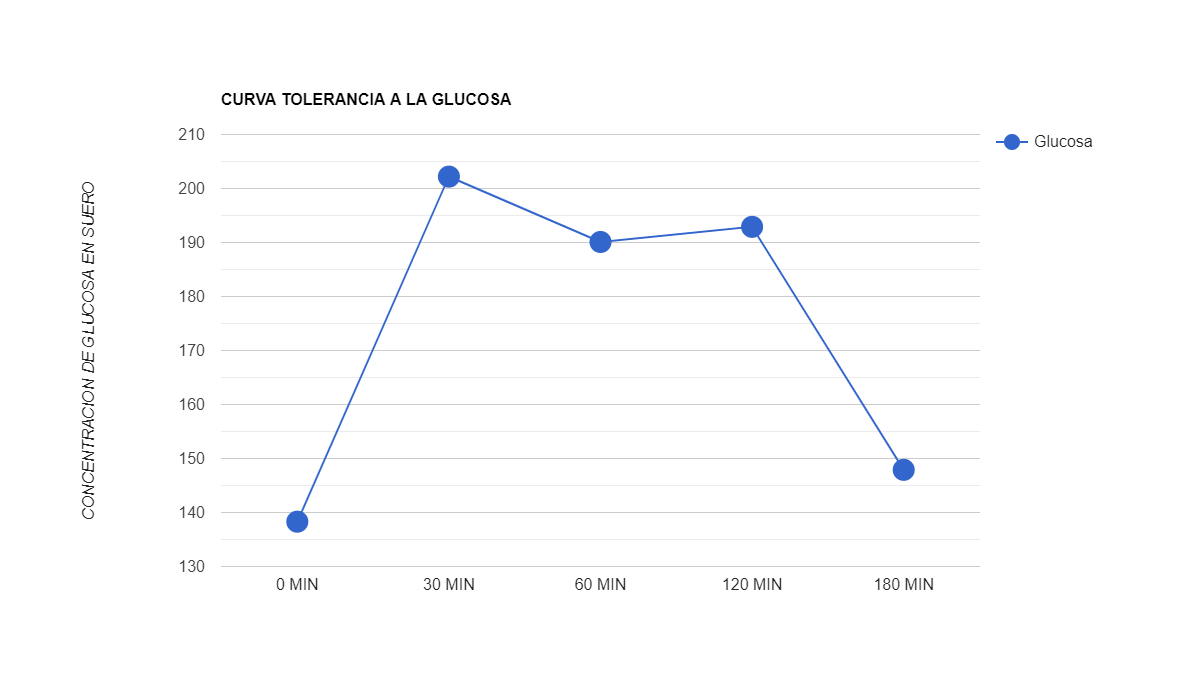 CURVA TOLERANCIA A LA GLUCOSA
Glucosa
CONCENTRACION DE GLUCOSA EN SUERO
210
200
190
180
170
160
150
140
130
0 MIN
30 MIN
60 MIN
120 MIN
180 MIN